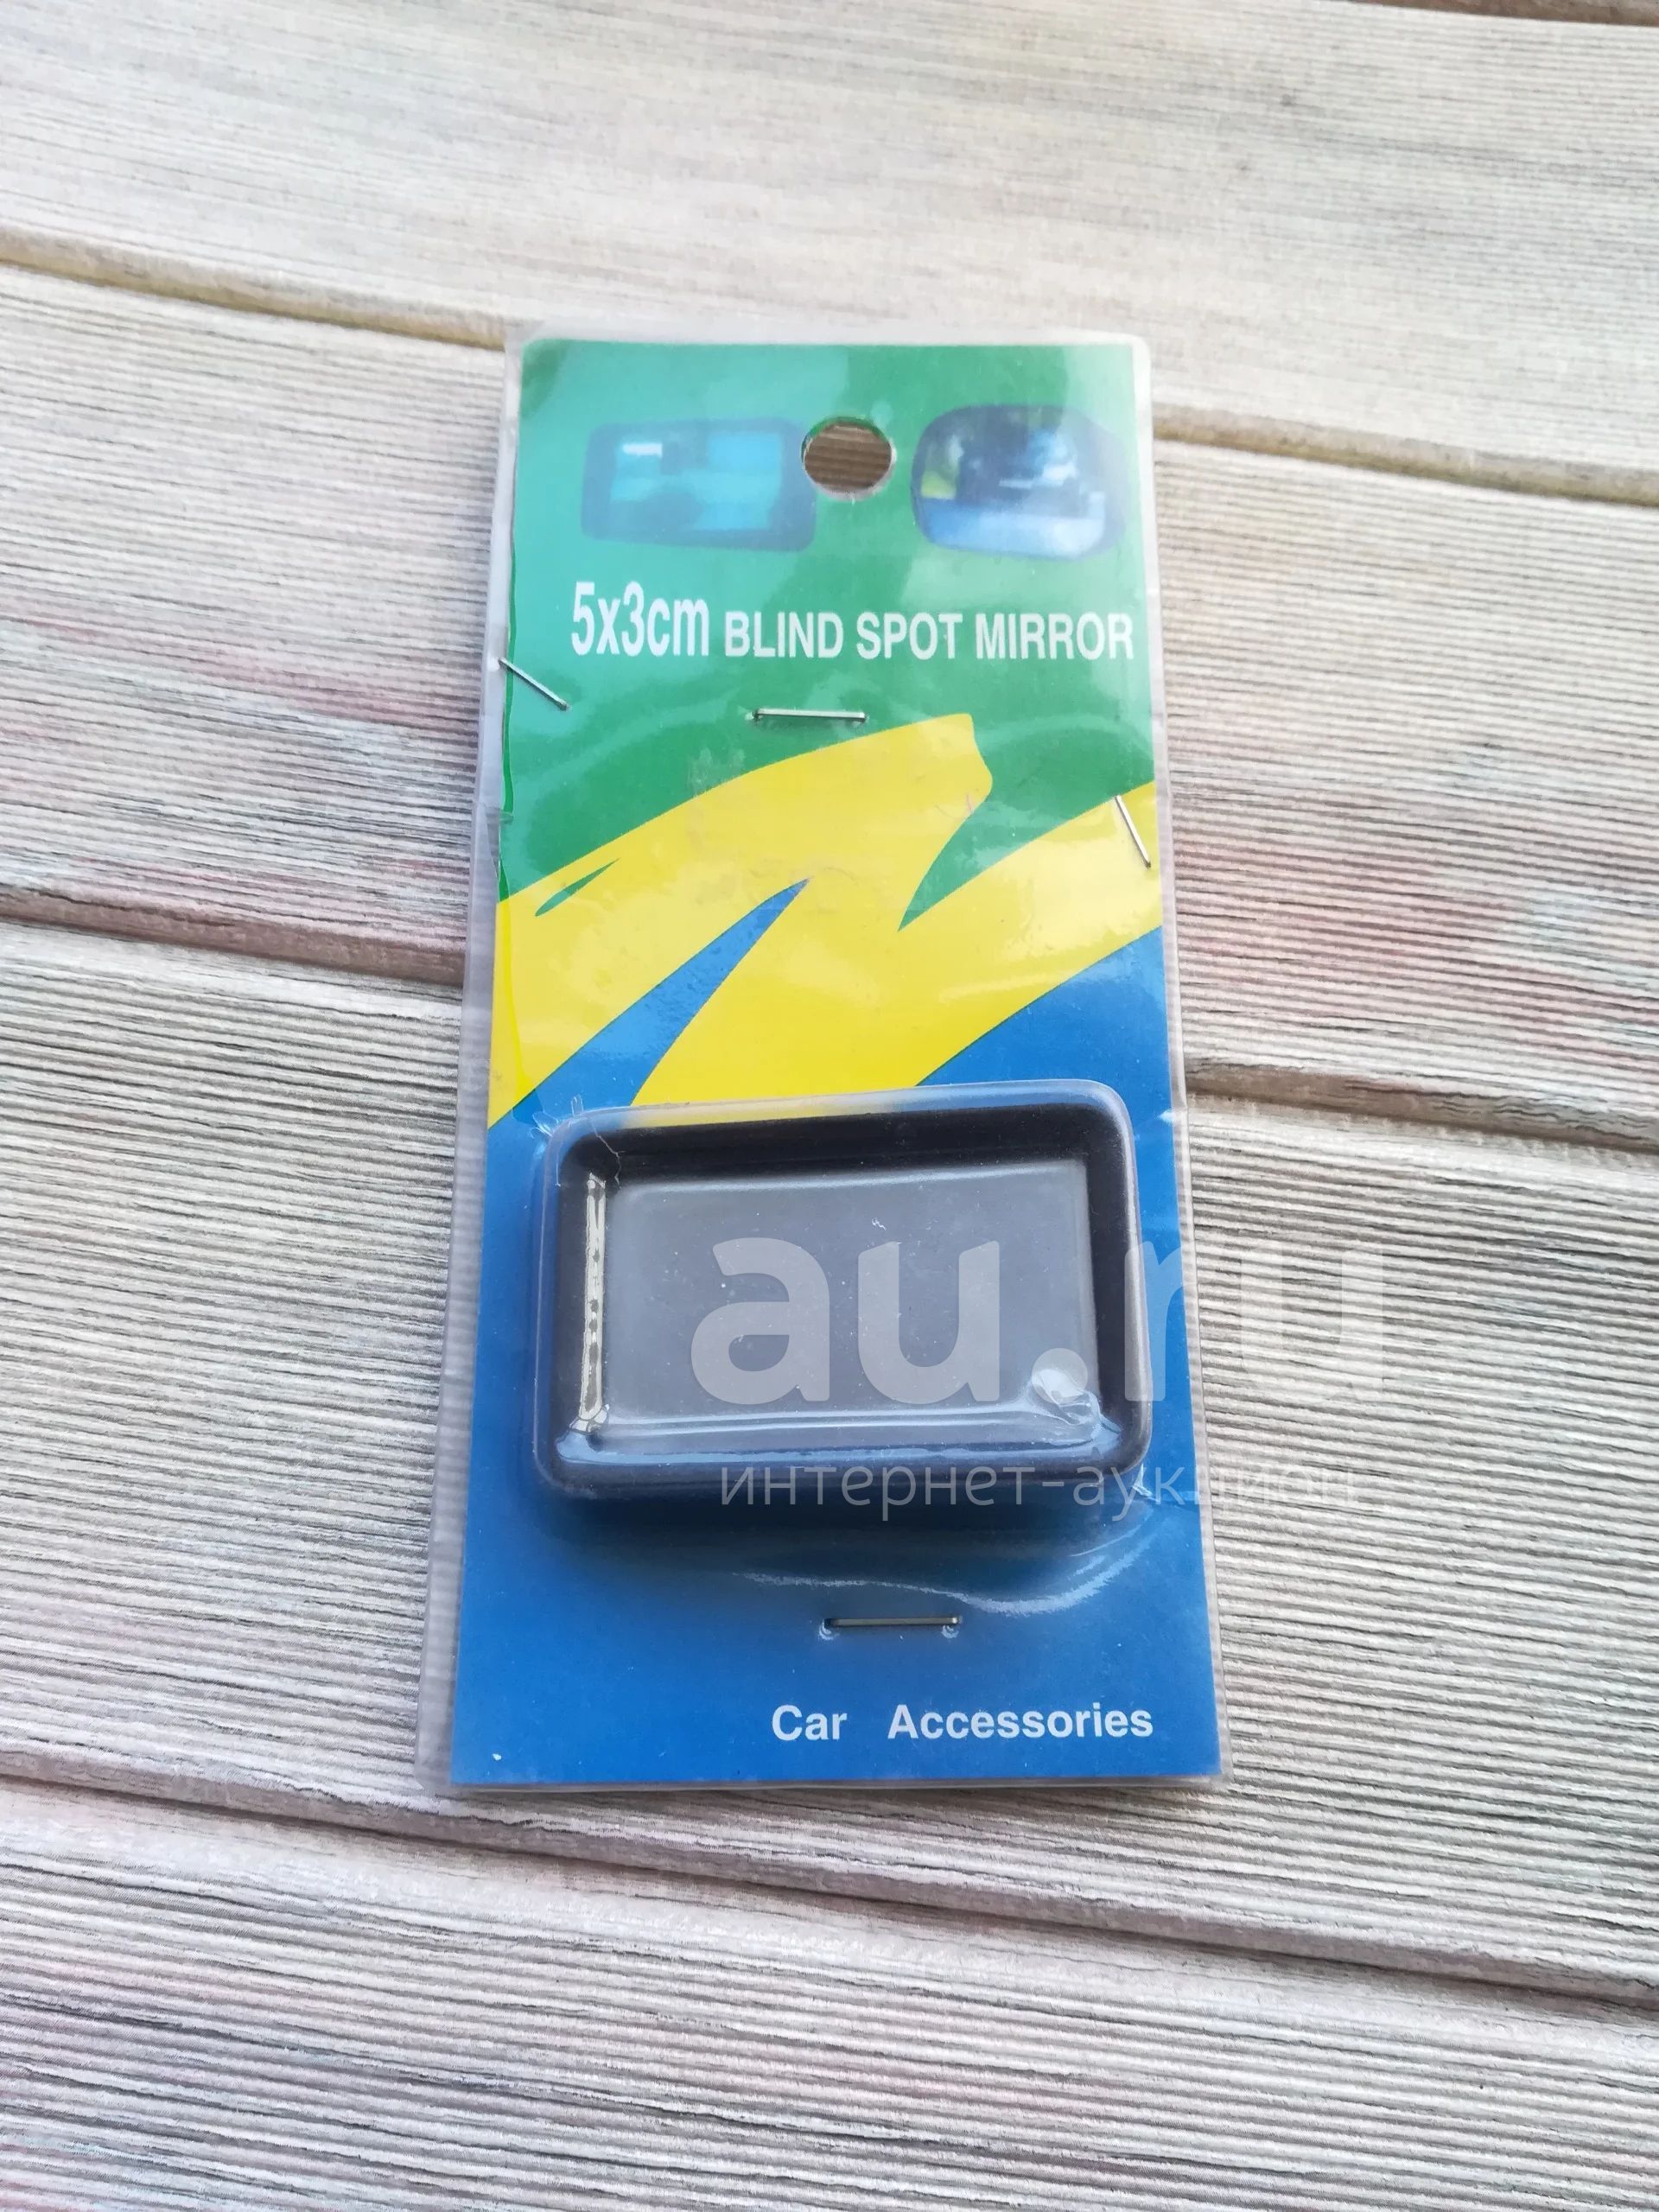 5x3cm BLIND SPOT MIRROR
au.ru
интернет-аукцион
Car Accessories